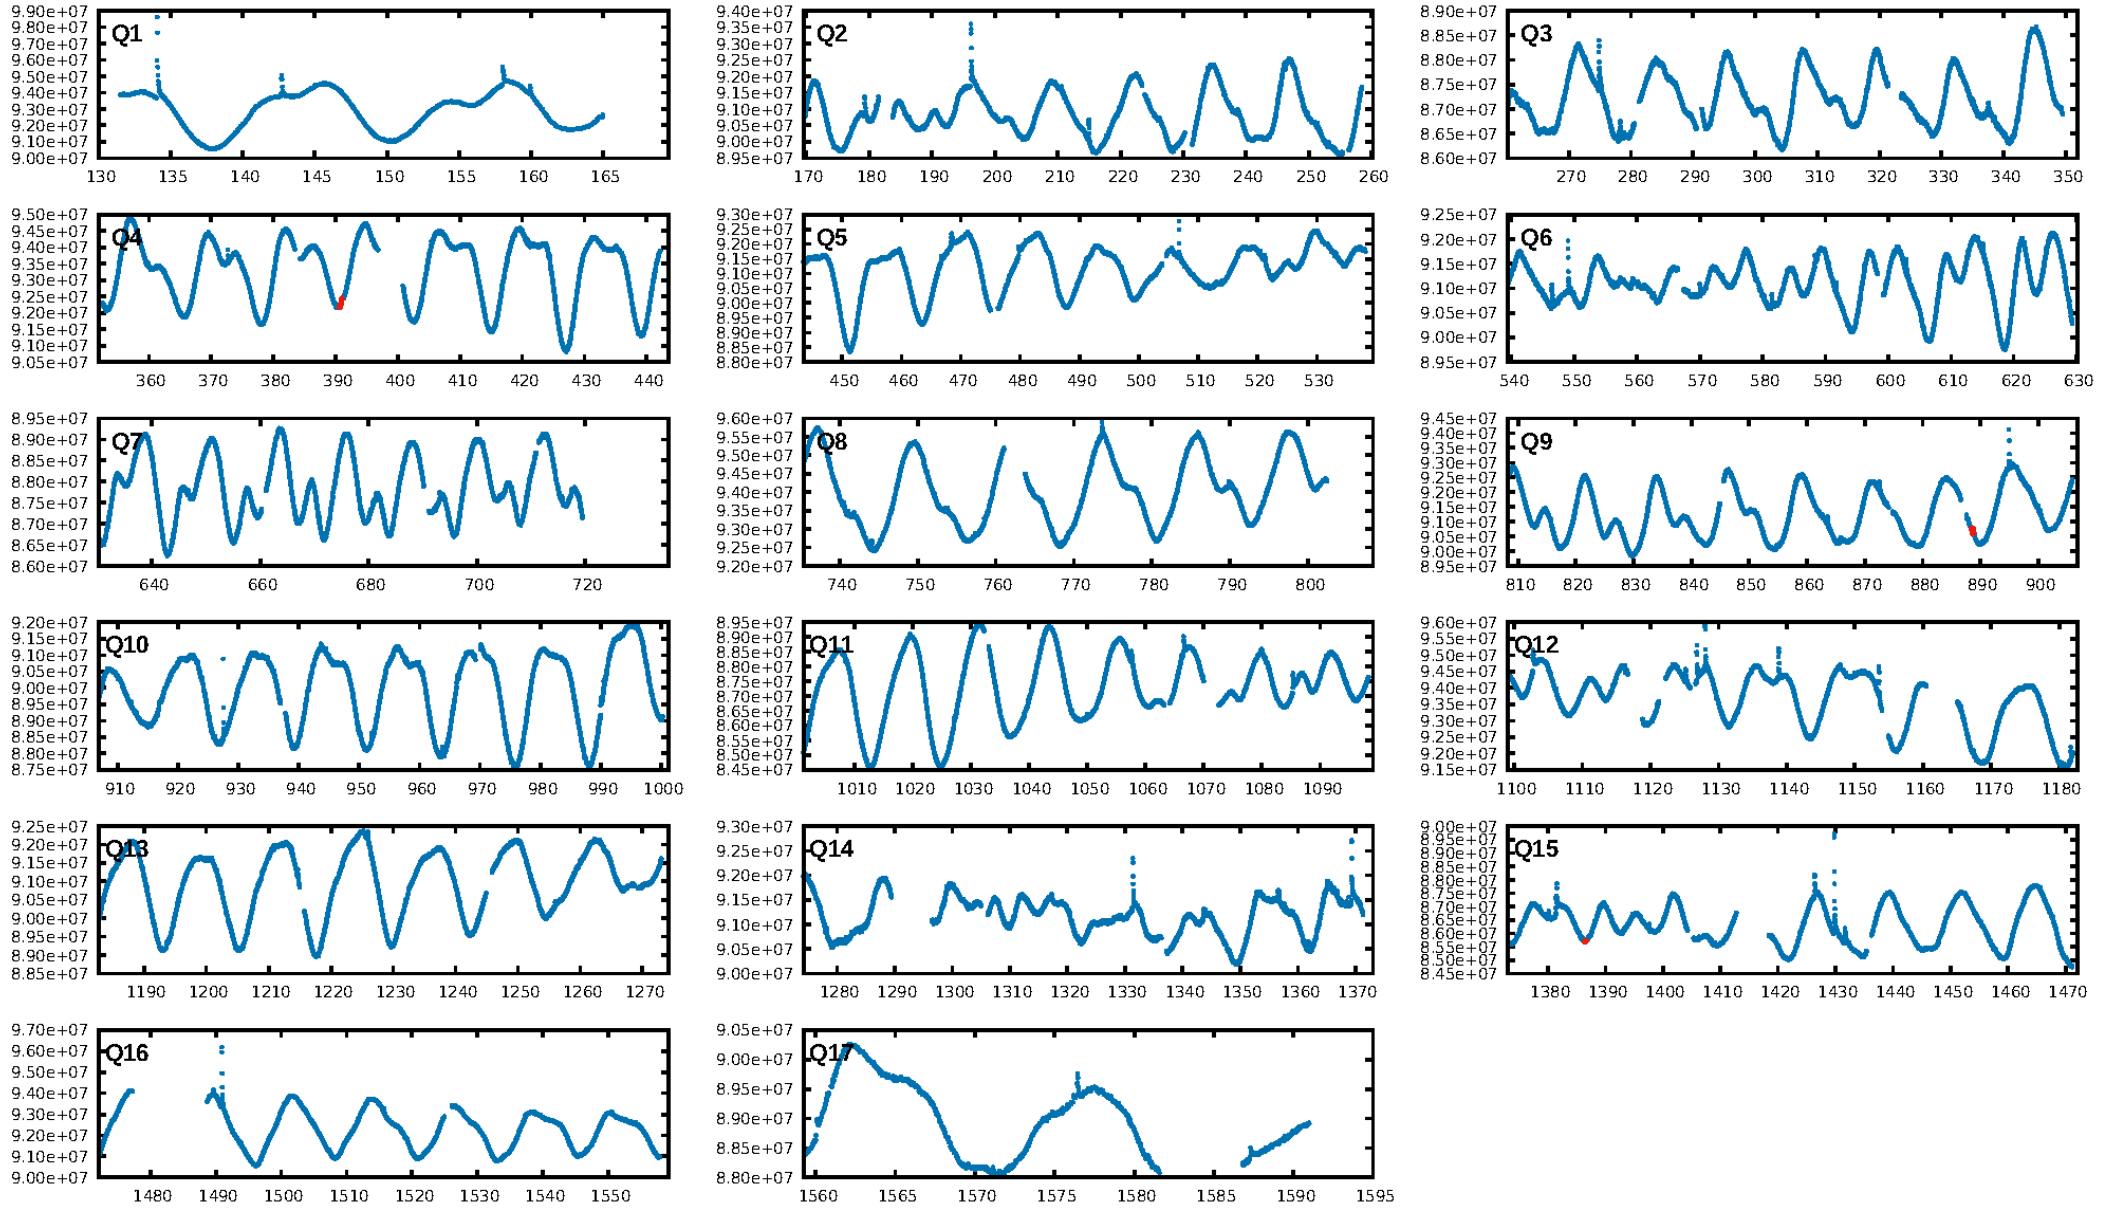 Q1
9.90e+07
9.80e+07
9.70e+07
9.60e+07
9.50e+07
9.40e+07
9.30e+07
9.20e+07
9.10e+07
9.00e+07
130 135 140 145 150 155 160 165
Q2
9.40e+07
9.35e+07
9.30e+07
9.25e+07
9.20e+07
9.15e+07
9.10e+07
9.05e+07
9.00e+07
8.95e+07
170 180 190 200 210 220 230 240 250 260
Q3
8.90e+07
8.85e+07
8.80e+07
8.75e+07
8.70e+07
8.65e+07
8.60e+07
270 280 290 300 310 320 330 340 350
Q4
9.50e+07
9.45e+07
9.40e+07
9.35e+07
9.30e+07
9.25e+07
9.20e+07
9.15e+07
9.10e+07
9.05e+07
360 370 380 390 400 410 420 430 440
Q5
9.30e+07
9.25e+07
9.20e+07
9.15e+07
9.10e+07
9.05e+07
9.00e+07
8.95e+07
8.90e+07
8.85e+07
8.80e+07
450 460 470 480 490 500 510 520 530
Q6
9.25e+07
9.20e+07
9.15e+07
9.10e+07
9.05e+07
9.00e+07
8.95e+07
540 550 560 570 580 590 600 610 620 630
Q7
8.95e+07
8.90e+07
8.85e+07
8.80e+07
8.75e+07
8.70e+07
8.65e+07
8.60e+07
640 660 680 700 720
Q8
9.60e+07
9.55e+07
9.50e+07
9.45e+07
9.40e+07
9.35e+07
9.30e+07
9.25e+07
9.20e+07
740 750 760 770 780 790 800
Q9
9.45e+07
9.40e+07
9.35e+07
9.30e+07
9.25e+07
9.20e+07
9.15e+07
9.10e+07
9.05e+07
9.00e+07
8.95e+07
810 820 830 840 850 860 870 880 890 900
Q10
9.20e+07
9.15e+07
9.10e+07
9.05e+07
9.00e+07
8.95e+07
8.90e+07
8.85e+07
8.80e+07
8.75e+07
910 920 930 940 950 960 970 980 990 1000
Q11
8.95e+07
8.90e+07
8.85e+07
8.80e+07
8.75e+07
8.70e+07
8.65e+07
8.60e+07
8.55e+07
8.50e+07
8.45e+07
1010 1020 1030 1040 1050 1060 1070 1080 1090
Q12
9.60e+07
9.55e+07
9.50e+07
9.45e+07
9.40e+07
9.35e+07
9.30e+07
9.25e+07
9.20e+07
9.15e+07
1100 1110 1120 1130 1140 1150 1160 1170 1180
Q13
9.25e+07
9.20e+07
9.15e+07
9.10e+07
9.05e+07
9.00e+07
8.95e+07
8.90e+07
8.85e+07
1190 1200 1210 1220 1230 1240 1250 1260 1270
Q14
9.30e+07
9.25e+07
9.20e+07
9.15e+07
9.10e+07
9.05e+07
9.00e+07
1280 1290 1300 1310 1320 1330 1340 1350 1360 1370
Q15
9.00e+07
8.95e+07
8.90e+07
8.85e+07
8.80e+07
8.75e+07
8.70e+07
8.65e+07
8.60e+07
8.55e+07
8.50e+07
8.45e+07
1380 1390 1400 1410 1420 1430 1440 1450 1460 1470
Q16
9.70e+07
9.60e+07
9.50e+07
9.40e+07
9.30e+07
9.20e+07
9.10e+07
9.00e+07
1480 1490 1500 1510 1520 1530 1540 1550
Q17
9.05e+07
9.00e+07
8.95e+07
8.90e+07
8.85e+07
8.80e+07
1560 1565 1570 1575 1580 1585 1590 1595